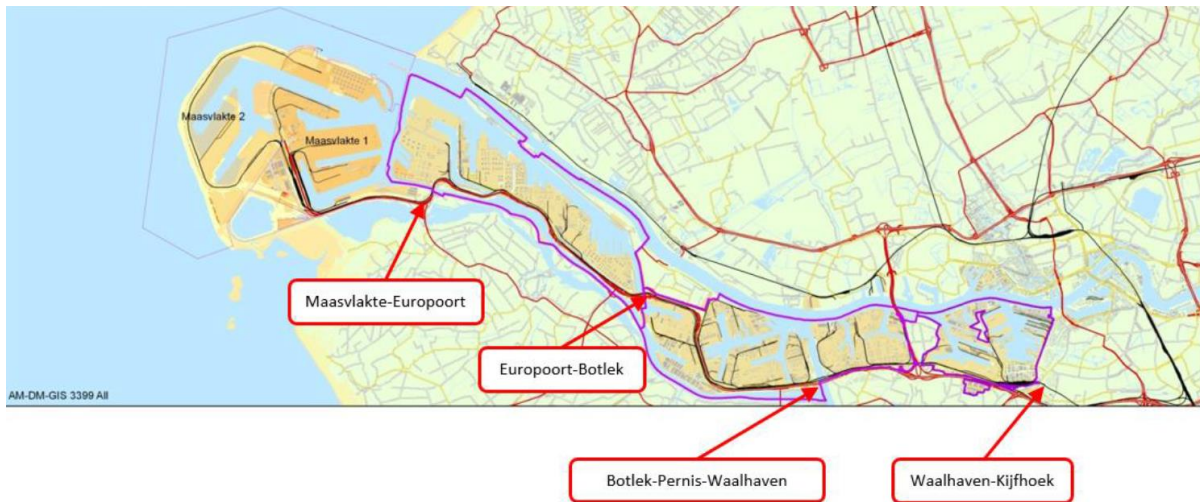 Maasvlakte 2
Maasvlakte 1
Maasvlakte-Europoort
Europoort-Botlek
AM-DM-GIS 3399 All
Botlek-Pernis-Waalhaven
Waalhaven-Kijfhoek